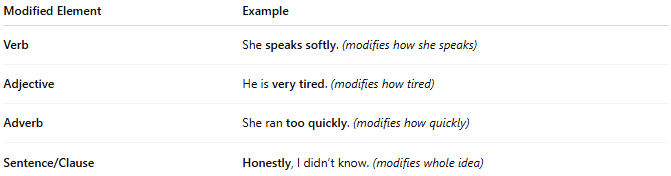 Modified Element Example
Verb She speaks softly. (modifies how she speaks)
Adjective He is very tired. (modifies how tired)
Adverb She ran too quickly. (modifies how quickly)
Sentence/Clause Honestly, I didn’t know. (modifies whole idea)